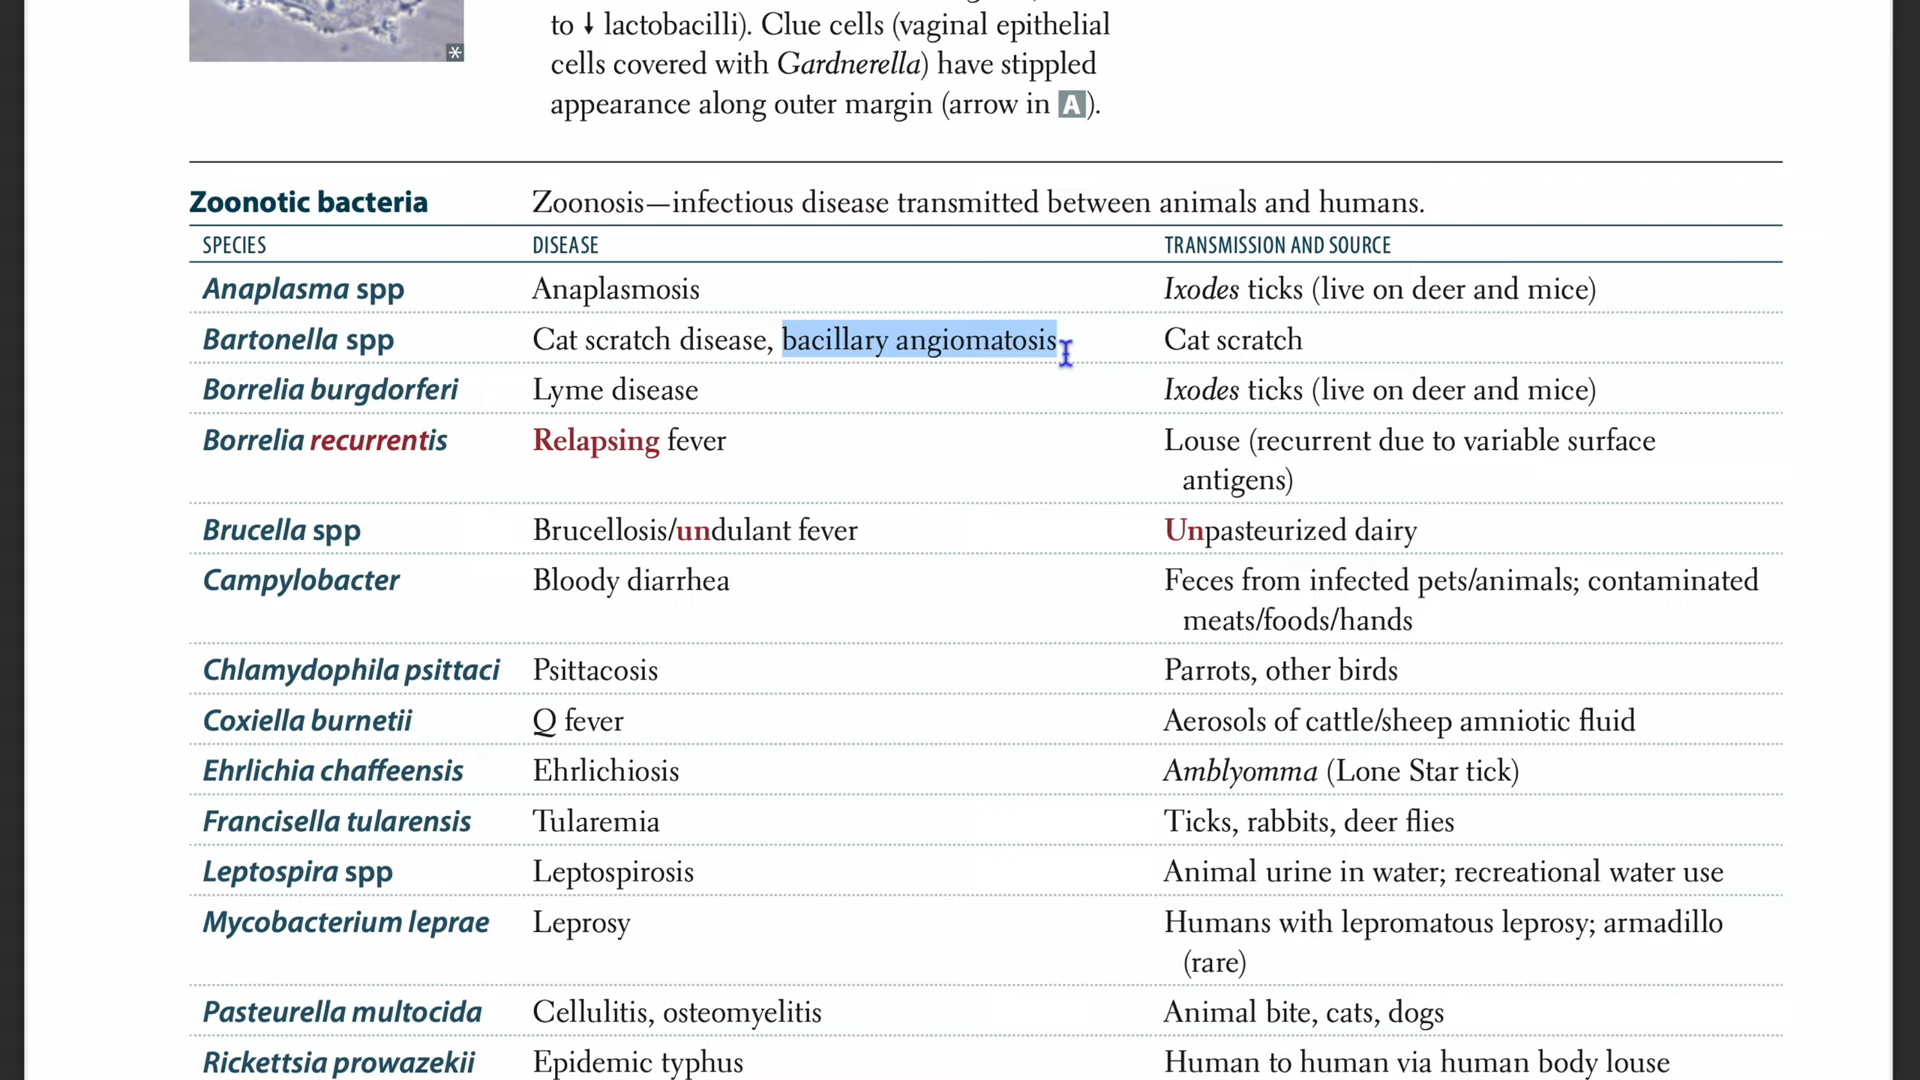 to ↓ lactobacilli). Clue cells (vaginal epithelial
cells covered with Gardnerella) have stippled
appearance along outer margin (arrow in A).
Zoonotic bacteria Zoonosis—infectious disease transmitted between animals and humans.
SPECIES DISEASE TRANSMISSION AND SOURCE
Anaplasma spp Anaplasmosis Ixodes ticks (live on deer and mice)
Bartonella spp Cat scratch disease, bacillary angiomatosis Cat scratch
Borrelia burgdorferi Lyme disease Ixodes ticks (live on deer and mice)
Borrelia recurrentis Relapsing fever Louse (recurrent due to variable surface
antigens)
Brucella spp Brucellosis/undulant fever Unpasteurized dairy
Campylobacter Bloody diarrhea Feces from infected pets/animals; contaminated
meats/foods/hands
Chlamydophila psittaci Psittacosis Parrots, other birds
Coxiella burnetii Q fever Aerosols of cattle/sheep amniotic fluid
Ehrlichia chaffeensis Ehrlichiosis Amblyomma (Lone Star tick)
Francisella tularensis Tularemia Ticks, rabbits, deer flies
Leptospira spp Leptospirosis Animal urine in water; recreational water use
Mycobacterium leprae Leprosy Humans with lepromatous leprosy; armadillo
(rare)
Pasteurella multocida Cellulitis, osteomyelitis Animal bite, cats, dogs
Rickettsia prowazekii Epidemic typhus Human to human via human body louse